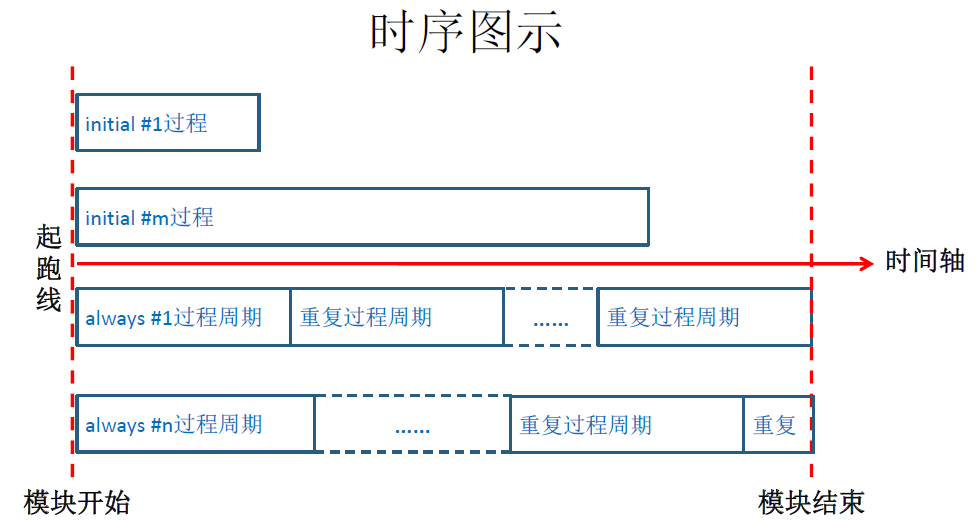 时序图示
initial #1过程
initial #m过程
起跑线
时间轴
always #1过程周期 重复过程周期 …… 重复过程周期
always #n过程周期 …… 重复过程周期 重复
模块开始 模块结束